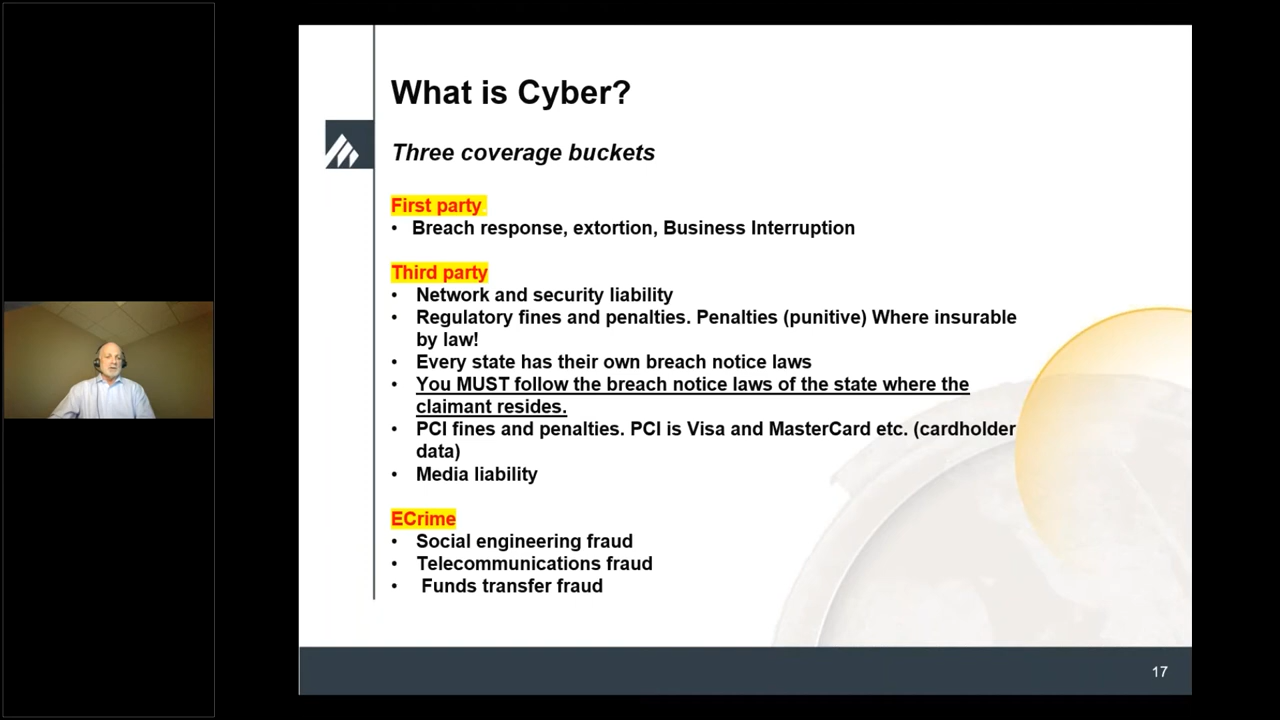 What is Cyber?
Three coverage buckets
First party
• Breach response, extortion, Business Interruption
Third party
• Network and security liability
• Regulatory fines and penalties. Penalties (punitive) Where insurable
by law!
• Every state has their own breach notice laws
• You MUST follow the breach notice laws of the state where the
claimant resides.
• PCI fines and penalties. PCI is Visa and MasterCard etc. (cardholder
data)
• Media liability
ECrime
• Social engineering fraud
• Telecommunications fraud
• Funds transfer fraud
17